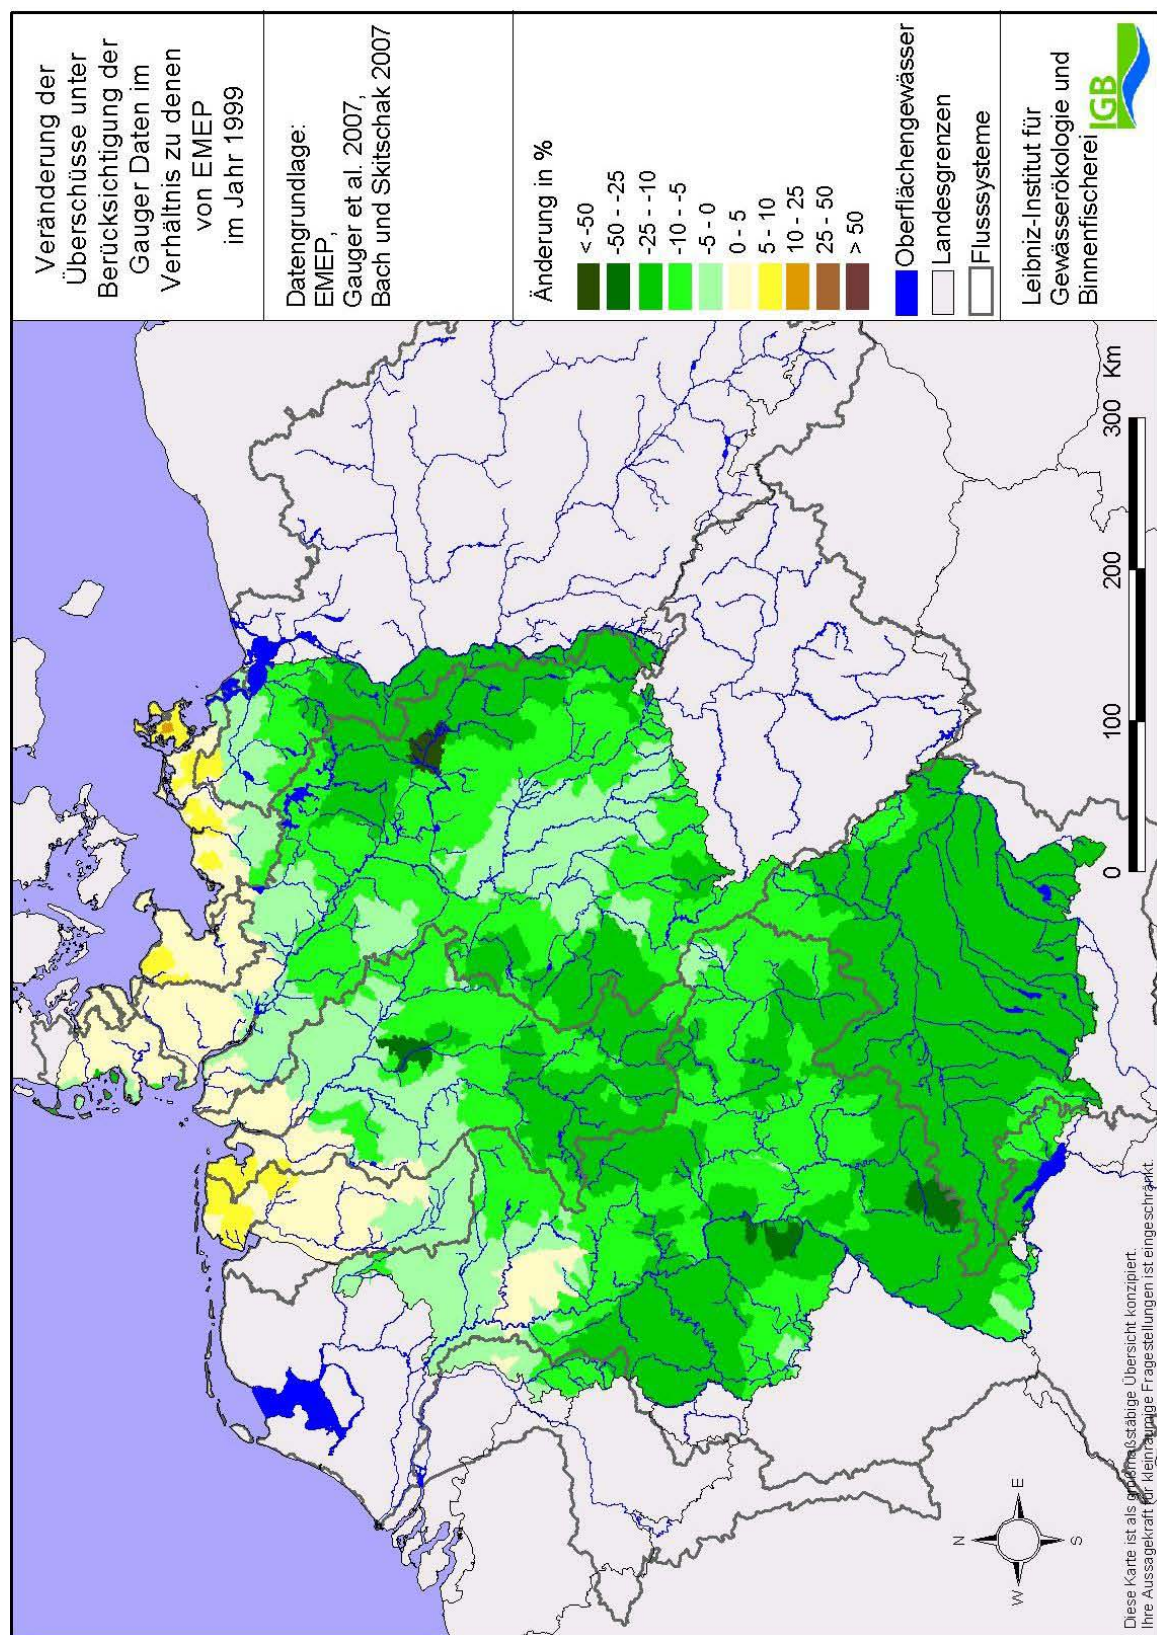 Veränderung der
Überschüsse unter
Berücksichtigung der
Gauger Daten im
Verhältnis zu denen
von EMEP
im Jahr 1999
Datengrundlage:
EMEP,
Gauger et al. 2007,
Bach und Skitschak 2007
Änderung in %
< -50
-50 - -25
-25 - -10
-10 - -5
-5 - 0
0 - 5
5 - 10
10 - 25
25 - 50
> 50
Oberflächengewässer
Landesgrenzen
Flusssysteme
Leibniz-Institut für
Gewässerökologie und
Binnenfischerei
IGB
0 100 200 300 Km
N
W E
S
Diese Karte ist als großmaßstäbige Übersicht konzipiert.
Ihre Aussagekraft für kleinräumige Fragestellungen ist eingeschränkt.